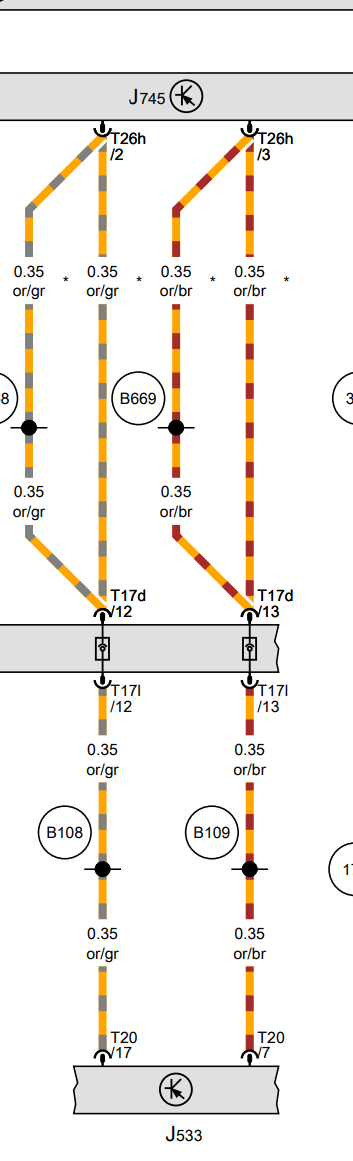 J745
T26h
/2
T26h
/3
0.35
or/gr
*
0.35
or/gr
*
0.35
or/br
*
0.35
or/br
*
8
B669
3
0.35
or/gr
0.35
or/br
T17d
/12
T17d
/13
T17l
/12
T17l
/13
0.35
or/gr
0.35
or/br
B108
B109
17
0.35
or/gr
0.35
or/br
T20
/17
T20
/7
J533